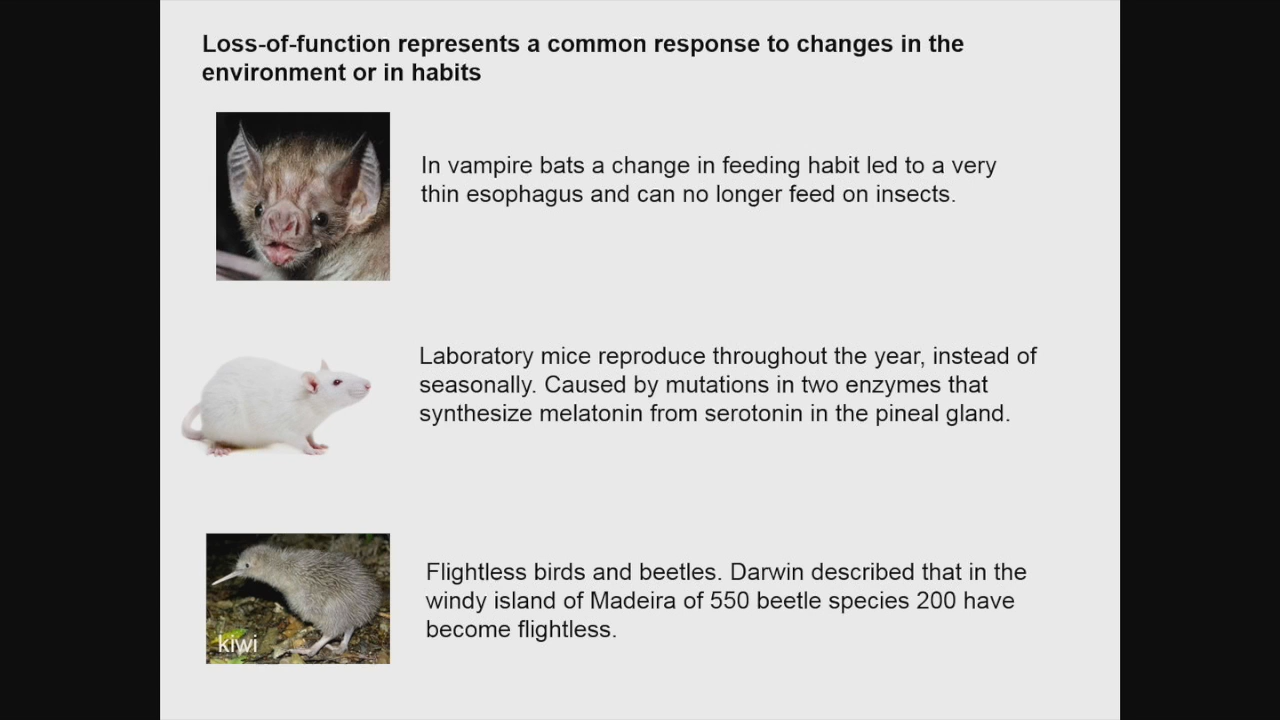 Loss-of-function represents a common response to changes in the
environment or in habits
In vampire bats a change in feeding habit led to a very
thin esophagus and can no longer feed on insects.
Laboratory mice reproduce throughout the year, instead of
seasonally. Caused by mutations in two enzymes that
synthesize melatonin from serotonin in the pineal gland.
kiwi
Flightless birds and beetles. Darwin described that in the
windy island of Madeira of 550 beetle species 200 have
become flightless.